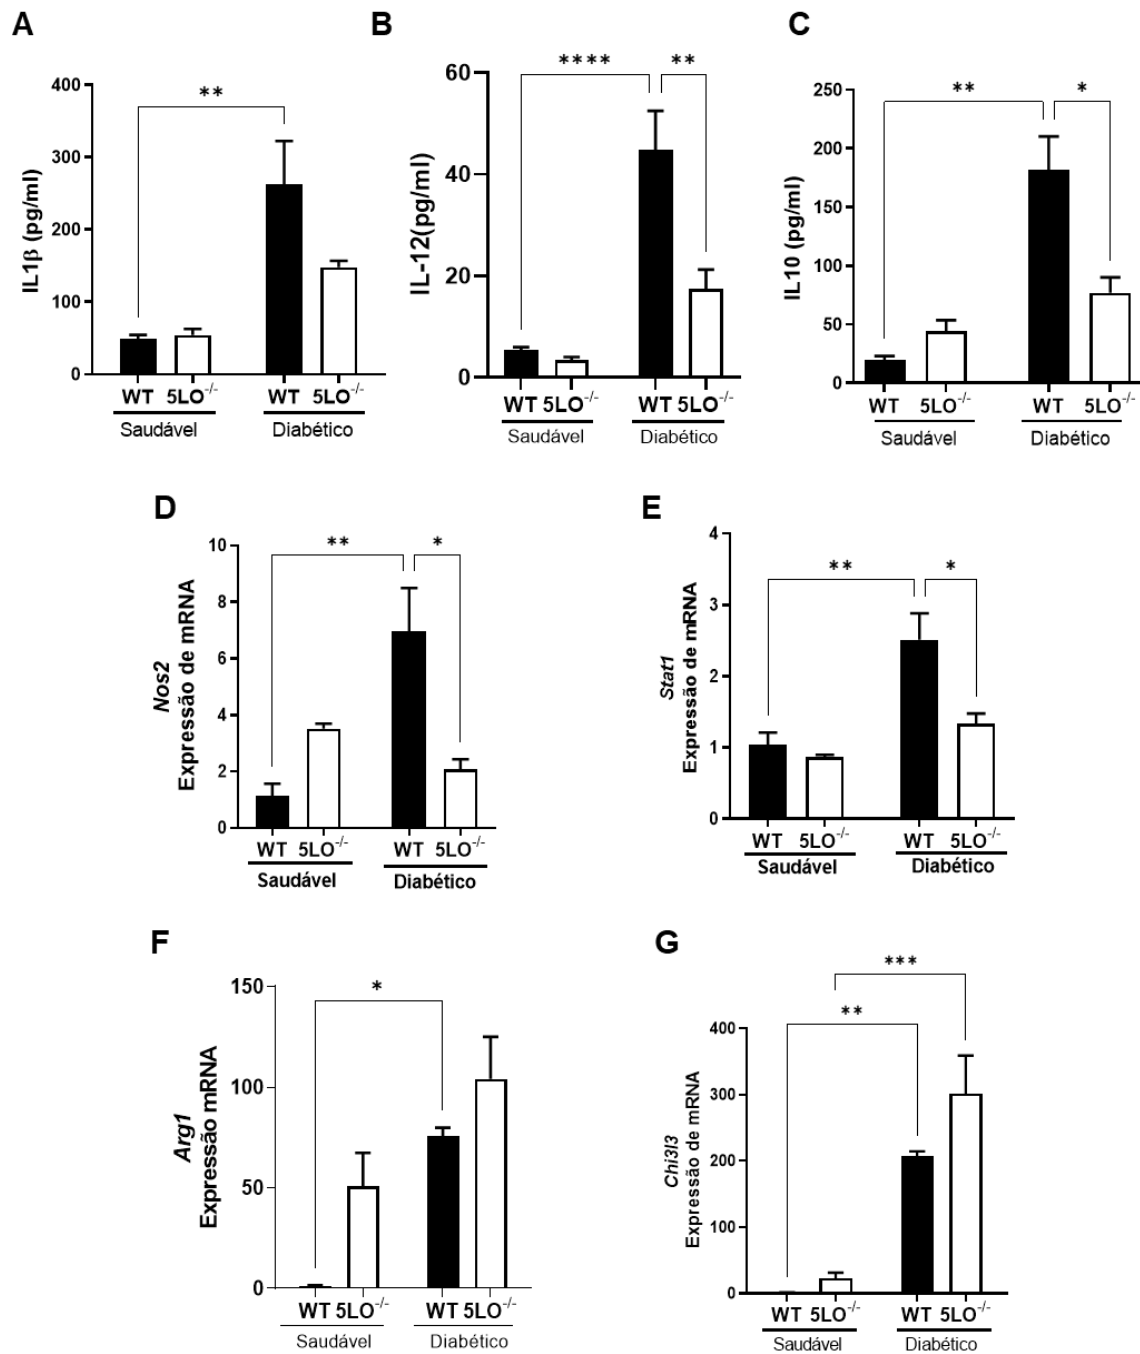 A
IL1β (pg/ml)
400
300
200
100
0
**
WT 5LO-/-
WT 5LO-/-
Saudável
Diabético
B
IL-12(pg/ml)
60
40
20
0
****
**
WT 5LO-/-
WT 5LO-/-
Saudável
Diabético
C
IL10 (pg/ml)
250
200
150
100
50
0
**
*
WT 5LO-/-
WT 5LO-/-
Saudável
Diabético
D
Nos2
Expressão de mRNA
10
8
6
4
2
0
**
*
WT 5LO-/-
WT 5LO-/-
Saudável
Diabético
E
Stat1
Expressão de mRNA
4
3
2
1
0
**
*
WT 5LO-/-
WT 5LO-/-
Saudável
Diabético
F
Arg1
Expressão mRNA
150
100
50
0
*
WT 5LO-/-
WT 5LO-/-
Saudável
Diabético
G
Chi3l3
Expressão de mRNA
400
300
200
100
0
***
**
WT 5LO-/-
WT 5LO-/-
Saudável
Diabético